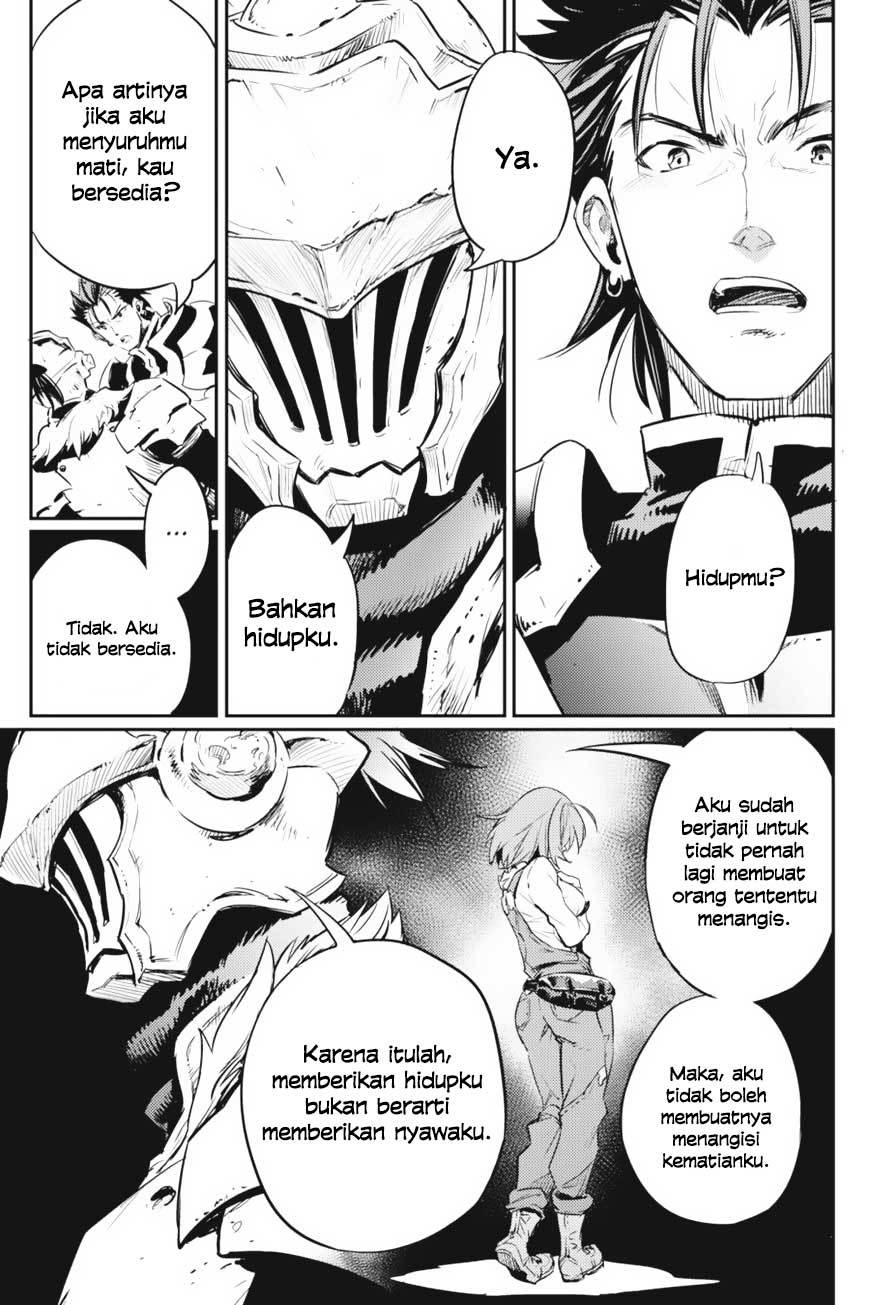 Hidupmu?
Ya.
Bahkan
hidupku.
Apa artinya
jika aku
menyuruhmu
mati, kau
bersedia?
...
Tidak. Aku
tidak bersedia.
Aku sudah
berjanji untuk
tidak pernah
lagi membuat
orang tententu
menangis.
Maka, aku
tidak boleh
membuatnya
menangisi
kematianku.
Karena itulah,
memberikan hidupku
bukan berarti
memberikan nyawaku.